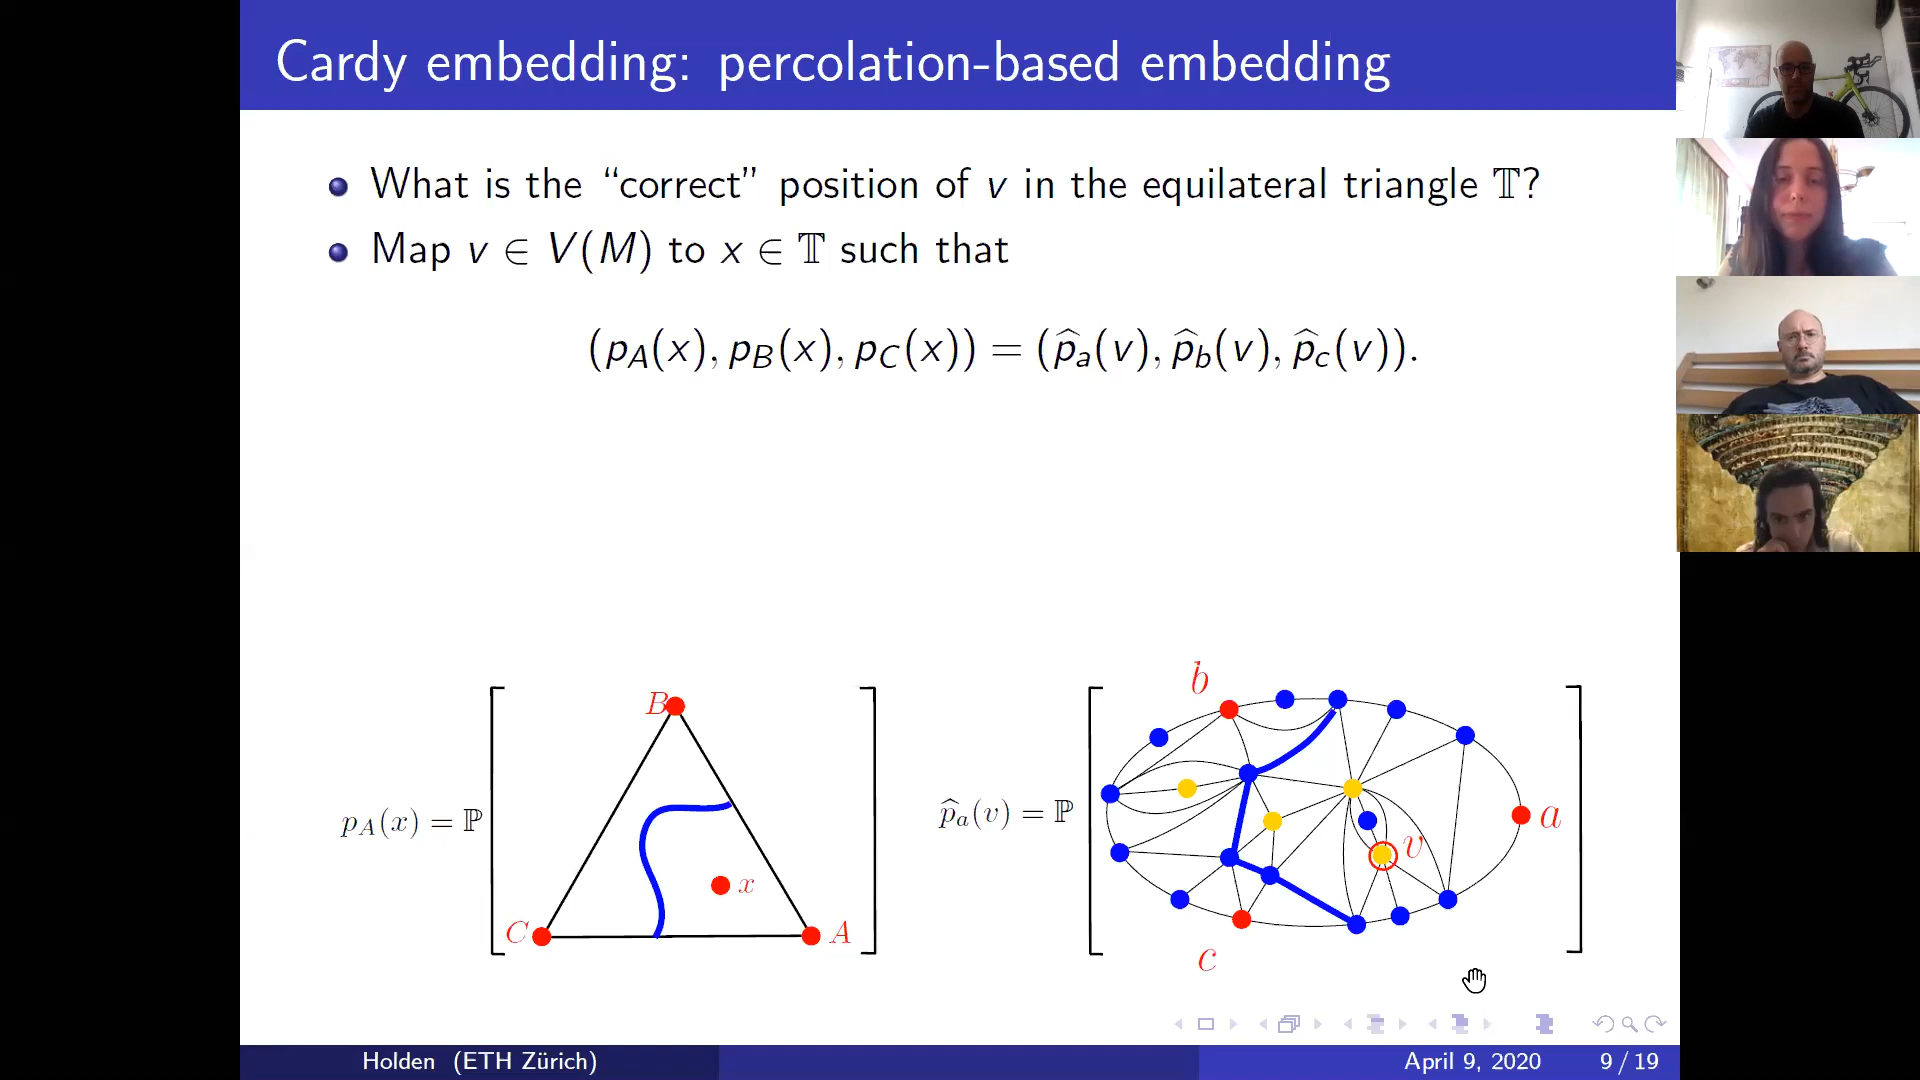 Cardy embedding: percolation-based embedding
What is the “correct” position of v in the equilateral triangle 𝕋?
Map v ∈ V(M) to x ∈ 𝕋 such that
(p_A(x), p_B(x), p_C(x)) = (p̂_a(v), p̂_b(v), p̂_c(v)).
p_A(x) = ℙ
B
x
C
A
p̂_a(v) = ℙ
b
a
v
c
Holden (ETH Zürich)
April 9, 2020
9 / 19